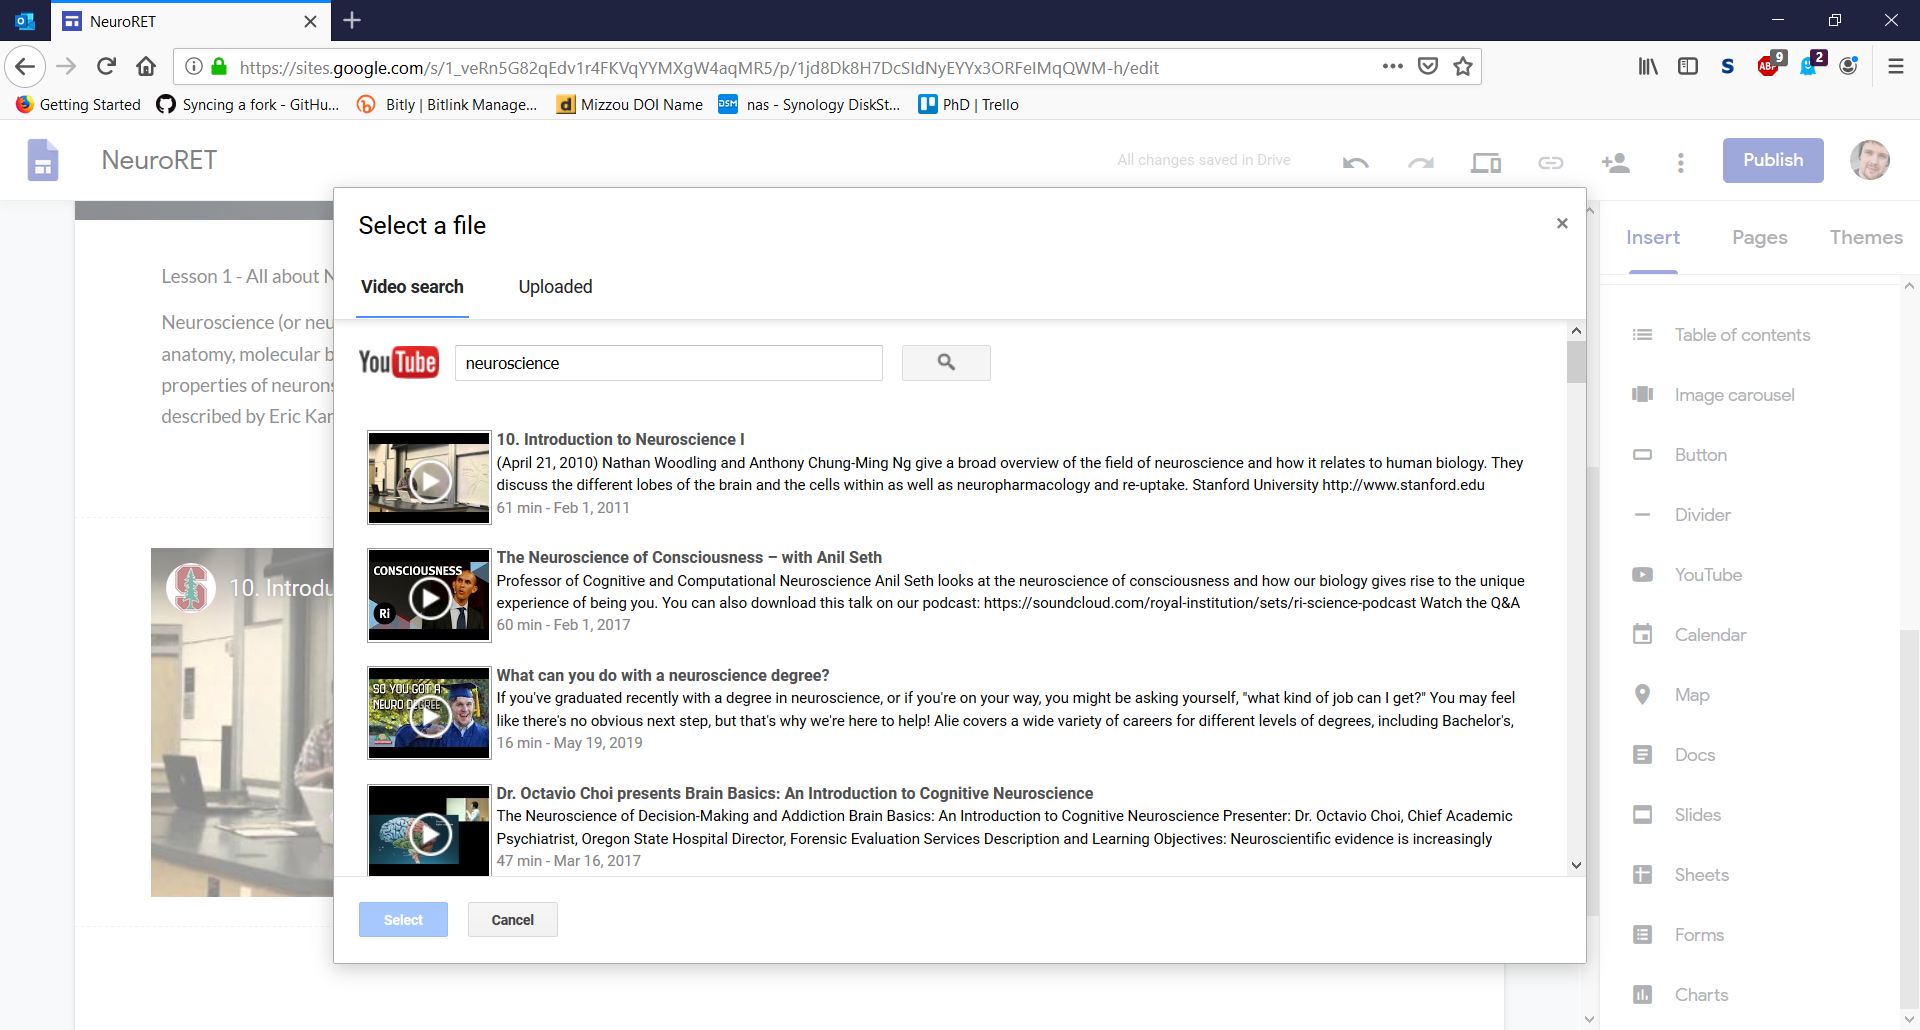 NeuroRET
https://sites.google.com/s/1_veRn5G82qEdv1r4FKVqYYMXgW4aqMR5/p/1jd8Dk8H7DcSIdNyEYYx3ORFeIMqQWM-h/edit
S
ABP
9
2
Getting Started
Syncing a fork - GitHu...
Bitly | Bitlink Manage...
d
Mizzou DOI Name
DSM
nas - Synology DiskSt...
PhD | Trello
NeuroRET
All changes saved in Drive
Publish
Select a file
Insert
Pages
Themes
Video search
Uploaded
Lesson 1 - All about N
Neuroscience (or neu
anatomy, molecular b
properties of neurons
described by Eric Kan
YouTube
neuroscience
10. Introduction to Neuroscience I
(April 21, 2010) Nathan Woodling and Anthony Chung-Ming Ng give a broad overview of the field of neuroscience and how it relates to human biology. They
discuss the different lobes of the brain and the cells within as well as neuropharmacology and re-uptake. Stanford University http://www.stanford.edu
61 min - Feb 1, 2011
CONSCIOUSNESS
Ri
The Neuroscience of Consciousness – with Anil Seth
Professor of Cognitive and Computational Neuroscience Anil Seth looks at the neuroscience of consciousness and how our biology gives rise to the unique
experience of being you. You can also download this talk on our podcast: https://soundcloud.com/royal-institution/sets/ri-science-podcast Watch the Q&A
60 min - Feb 1, 2017
SO YOU GOT A
NEURO DEGREE
What can you do with a neuroscience degree?
If you've graduated recently with a degree in neuroscience, or if you're on your way, you might be asking yourself, "what kind of job can I get?" You may feel
like there's no obvious next step, but that's why we're here to help! Alie covers a wide variety of careers for different levels of degrees, including Bachelor's,
16 min - May 19, 2019
Dr. Octavio Choi presents Brain Basics: An Introduction to Cognitive Neuroscience
The Neuroscience of Decision-Making and Addiction Brain Basics: An Introduction to Cognitive Neuroscience Presenter: Dr. Octavio Choi, Chief Academic
Psychiatrist, Oregon State Hospital Director, Forensic Evaluation Services Description and Learning Objectives: Neuroscientific evidence is increasingly
47 min - Mar 16, 2017
10. Introdu
Select
Cancel
Table of contents
Image carousel
Button
Divider
YouTube
Calendar
Map
Docs
Slides
Sheets
Forms
Charts